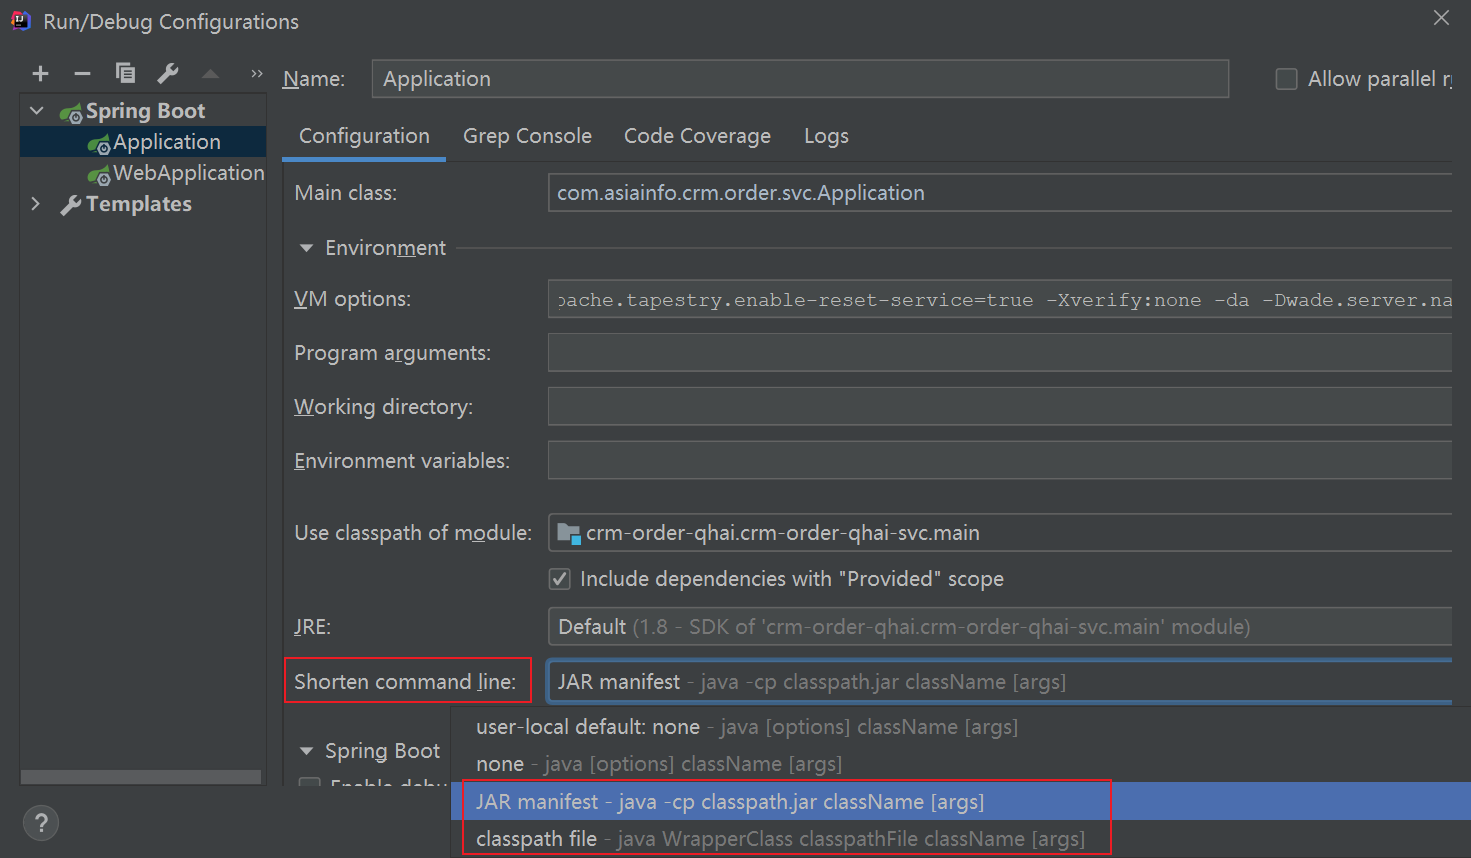 Run/Debug Configurations
Name: Application Allow parallel r
Spring Boot
Application
WebApplication
Templates
Configuration Grep Console Code Coverage Logs
Main class: com.asiainfo.crm.order.svc.Application
Environment
VM options: pache.tapestry.enable-reset-service=true -Xverify:none -da -Dwade.server.na
Program arguments:
Working directory:
Environment variables:
Use classpath of module: crm-order-qhai.crm-order-qhai-svc.main
Include dependencies with "Provided" scope
JRE: Default (1.8 - SDK of 'crm-order-qhai.crm-order-qhai-svc.main' module)
Shorten command line: JAR manifest - java -cp classpath.jar className [args]
user-local default: none - java [options] className [args]
Spring Boot
none - java [options] className [args]
Enable debu
JAR manifest - java -cp classpath.jar className [args]
classpath file - java WrapperClass classpathFile className [args]
?